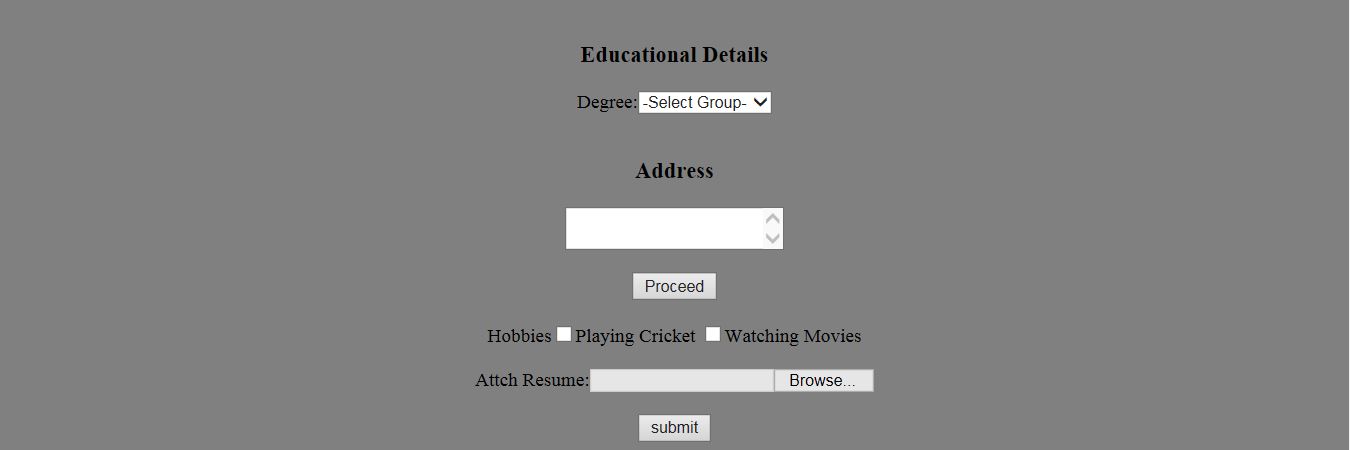 Educational Details
Degree: -Select Group-
Address
Proceed
Hobbies Playing Cricket Watching Movies
Attch Resume: Browse...
submit